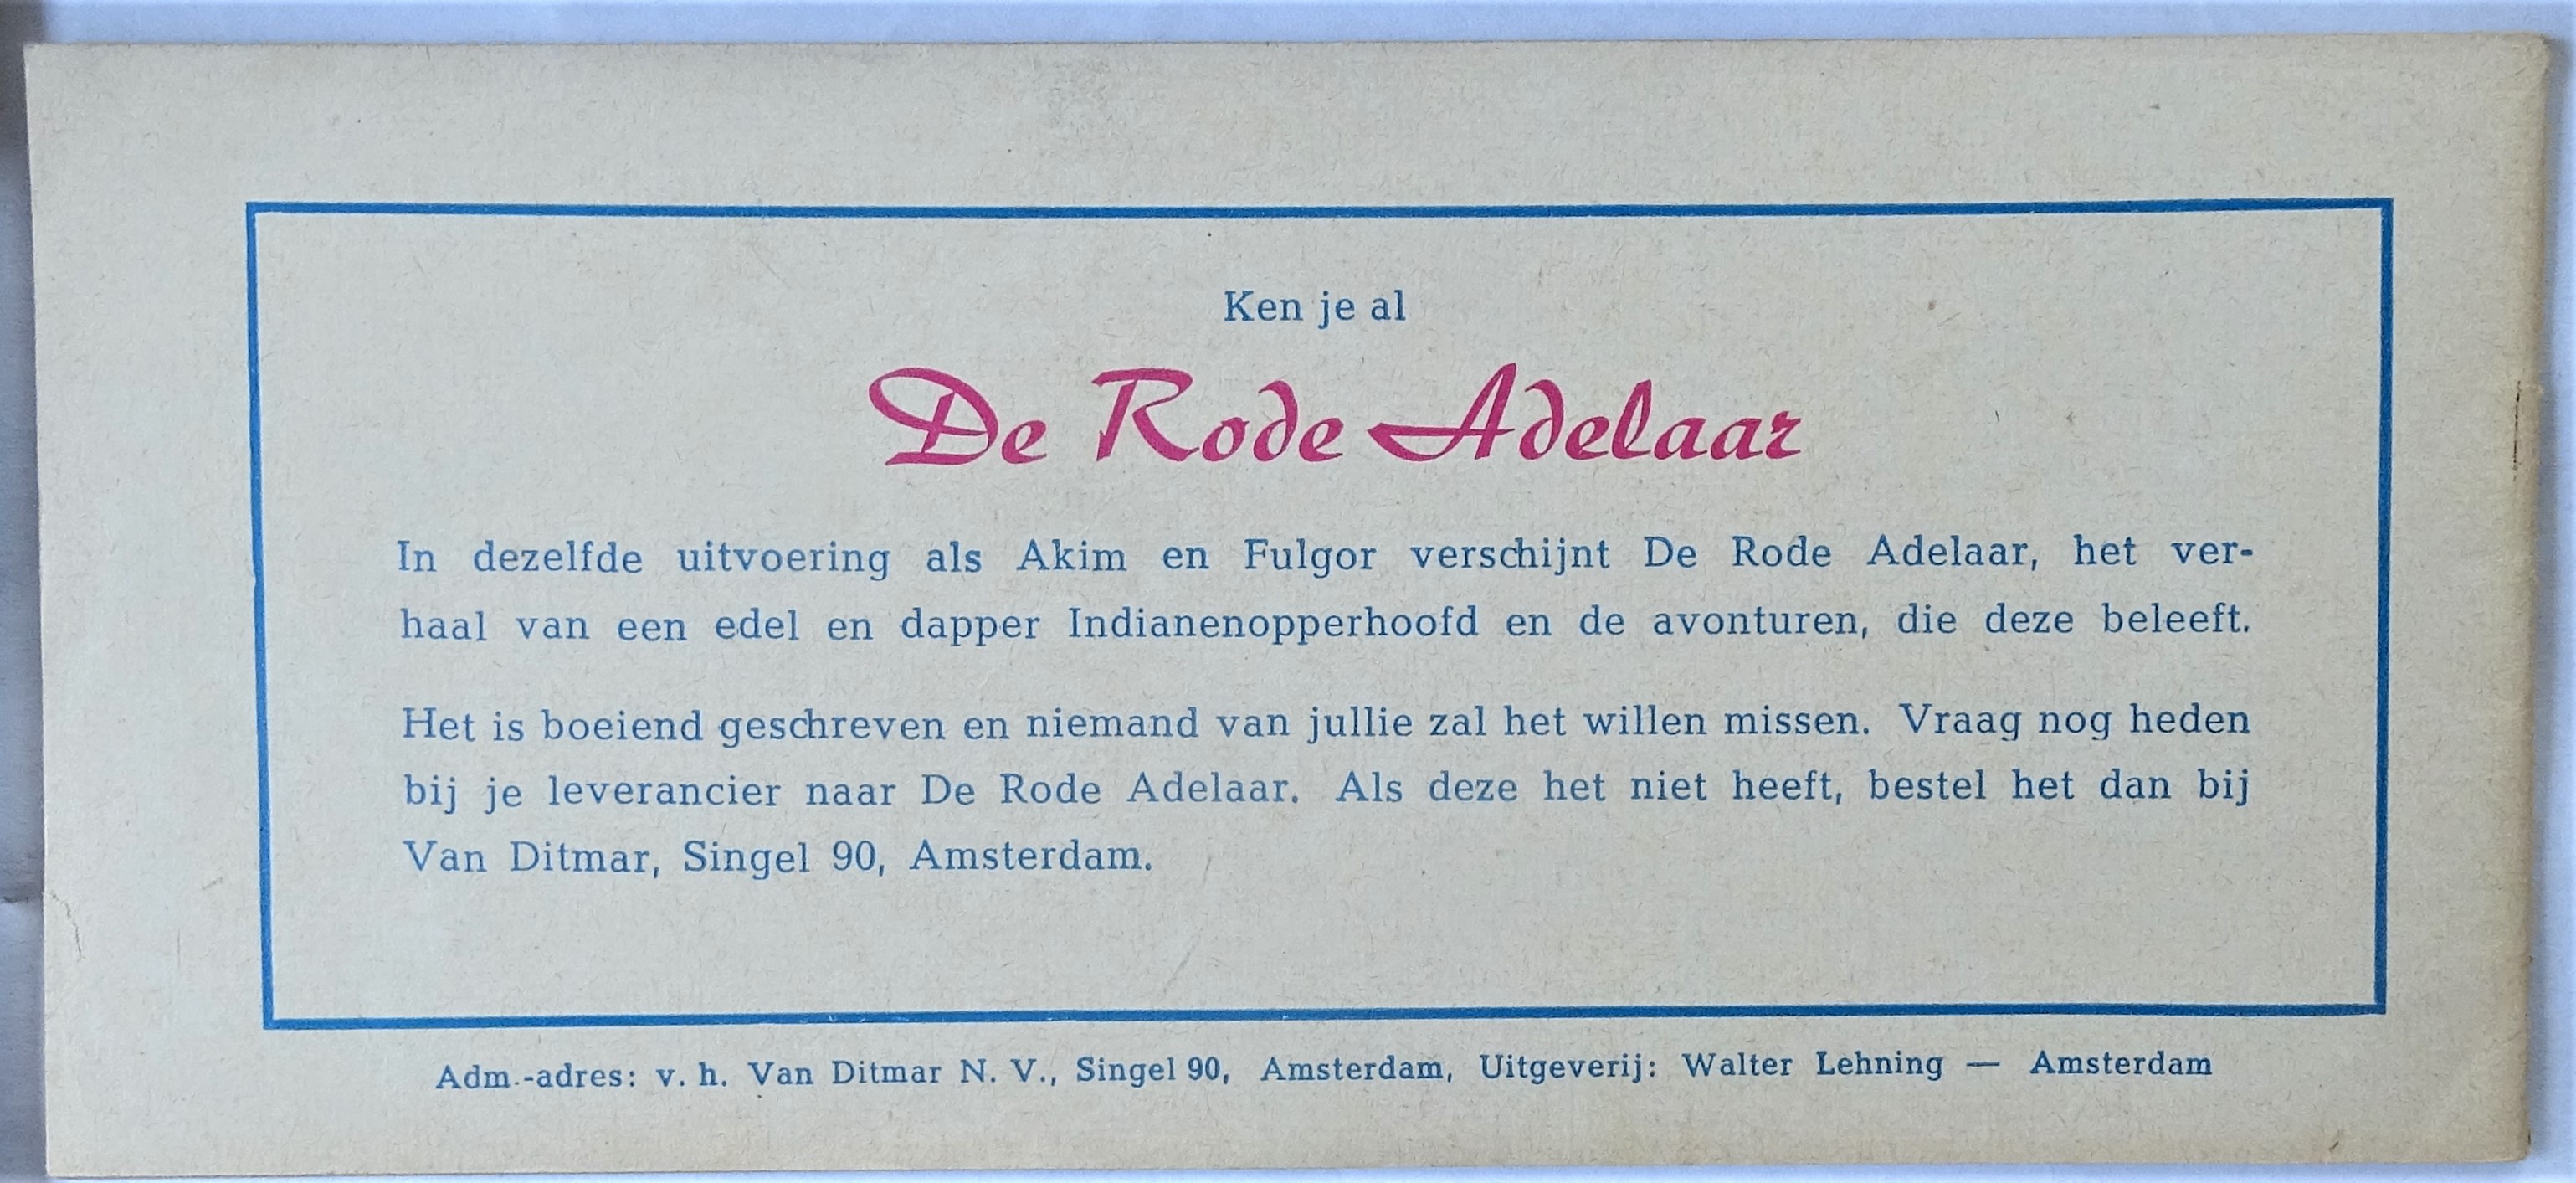 Ken je al
De Rode Adelaar
In dezelfde uitvoering als Akim en Fulgor verschijnt De Rode Adelaar, het ver-
haal van een edel en dapper Indianenopperhoofd en de avonturen, die deze beleeft.
Het is boeiend geschreven en niemand van jullie zal het willen missen. Vraag nog heden
bij je leverancier naar De Rode Adelaar. Als deze het niet heeft, bestel het dan bij
Van Ditmar, Singel 90, Amsterdam.
Adm.-adres: v. h. Van Ditmar N. V., Singel 90, Amsterdam, Uitgeverij: Walter Lehning — Amsterdam